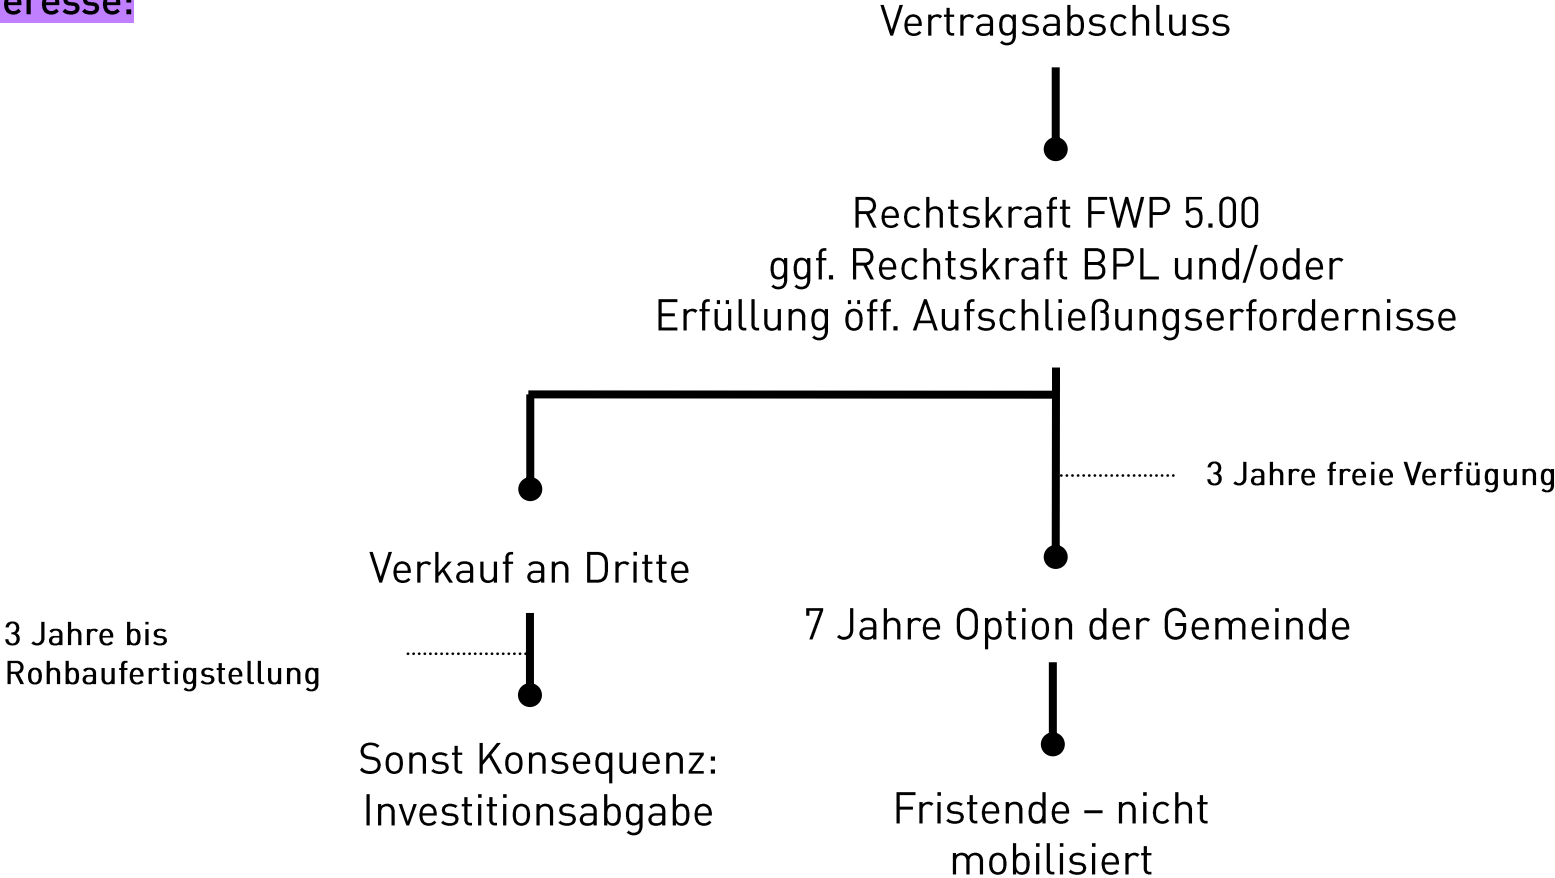 eresse:
Vertragsabschluss
Rechtskraft FWP 5.00
ggf. Rechtskraft BPL und/oder
Erfüllung öff. Aufschließungserfordernisse
3 Jahre freie Verfügung
Verkauf an Dritte
7 Jahre Option der Gemeinde
3 Jahre bis
Rohbaufertigstellung
Sonst Konsequenz:
Investitionsabgabe
Fristende – nicht
mobilisiert